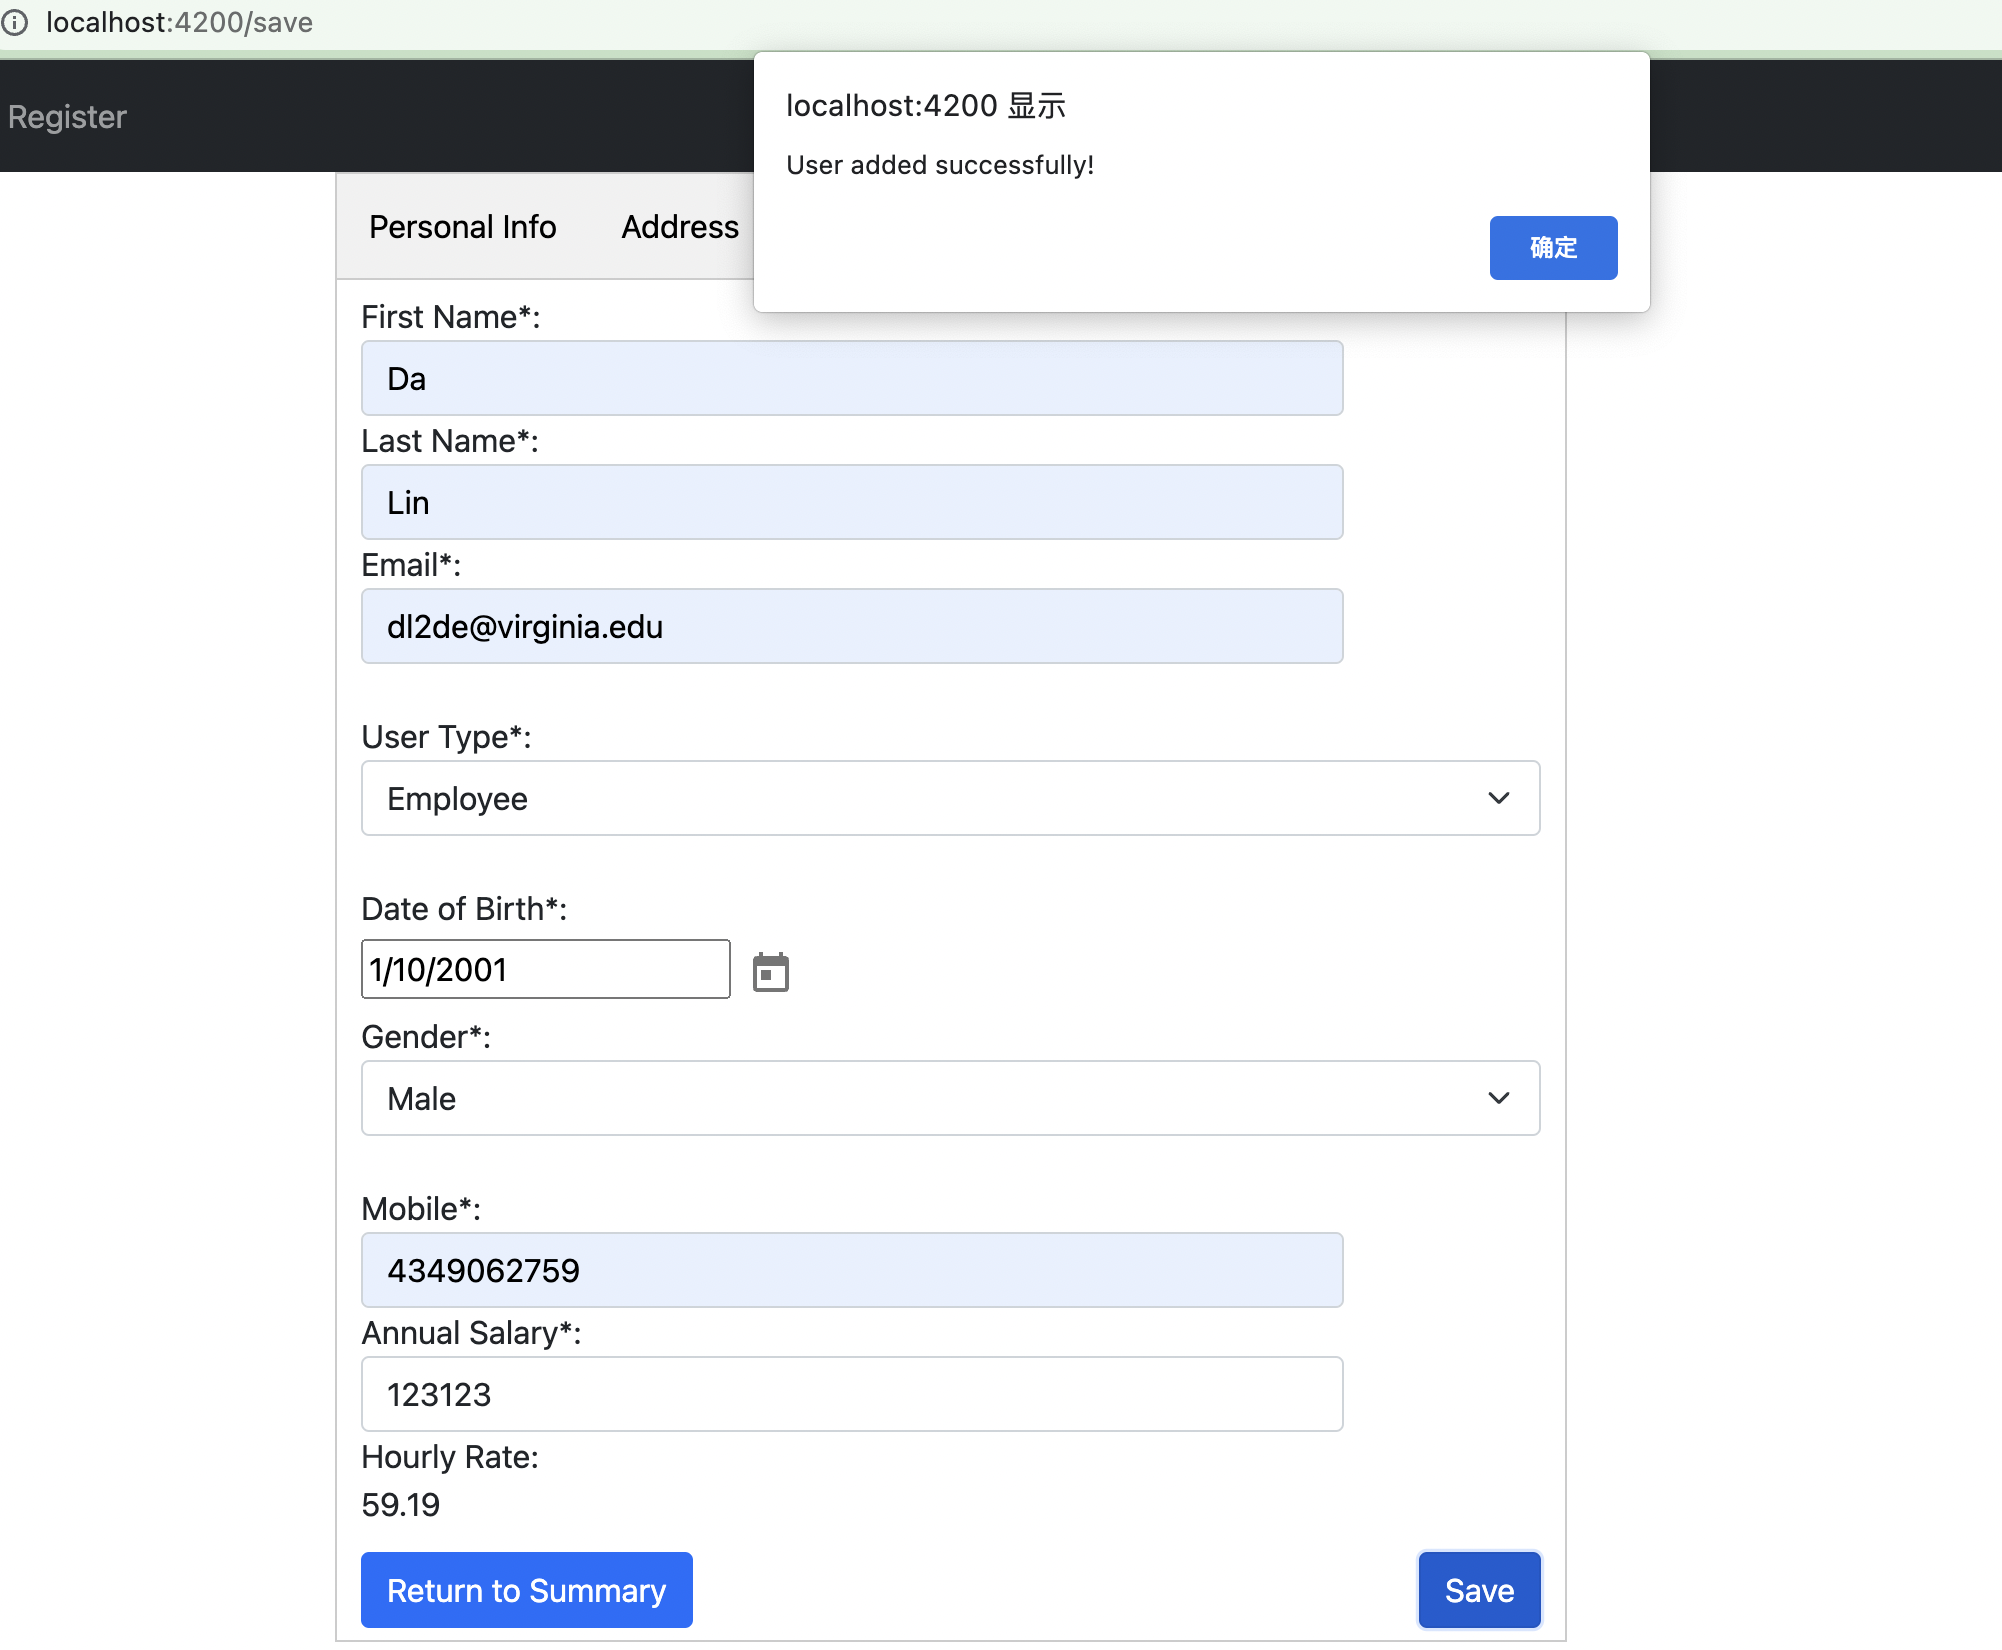 localhost:4200/save
Register
localhost:4200 显示
User added successfully!
确定
Personal Info
Address
First Name*:
Da
Last Name*:
Lin
Email*:
dl2de@virginia.edu
User Type*:
Employee
Date of Birth*:
1/10/2001
Gender*:
Male
Mobile*:
4349062759
Annual Salary*:
123123
Hourly Rate:
59.19
Return to Summary
Save